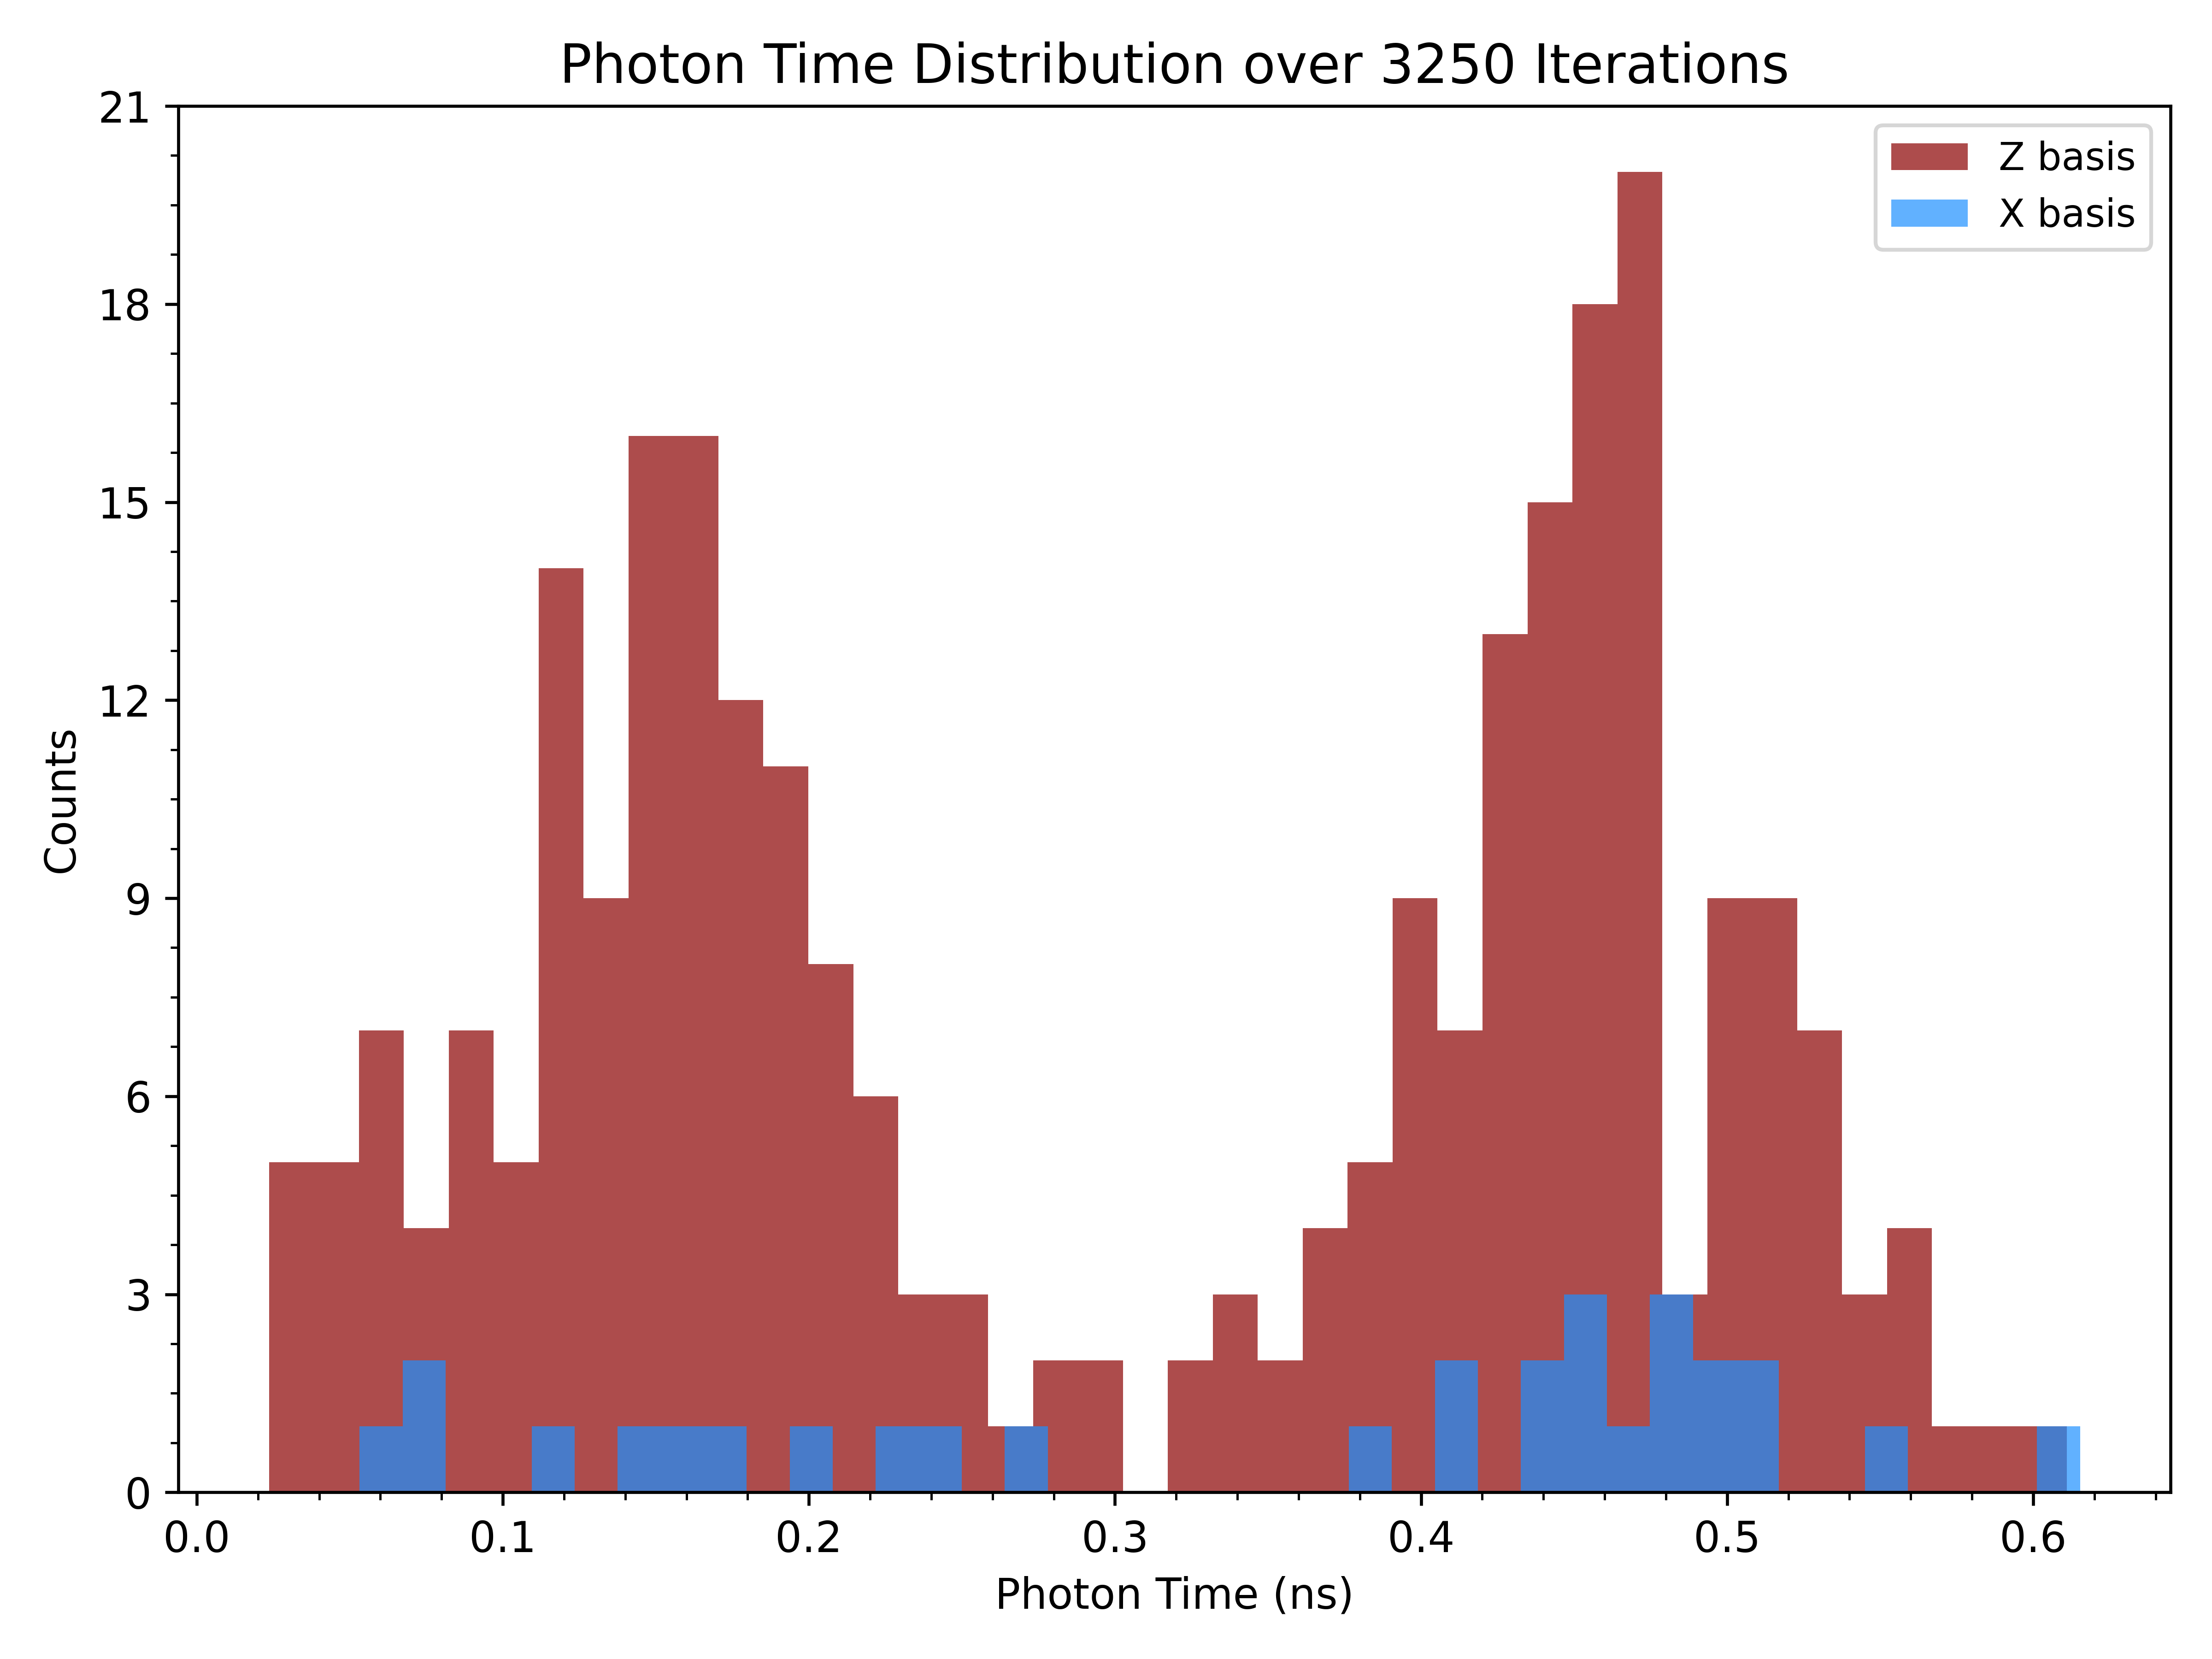 Photon Time Distribution over 3250 Iterations
Z basis
X basis
21
18
15
12
9
6
3
0
Counts
0.0 0.1 0.2 0.3 0.4 0.5 0.6
Photon Time (ns)